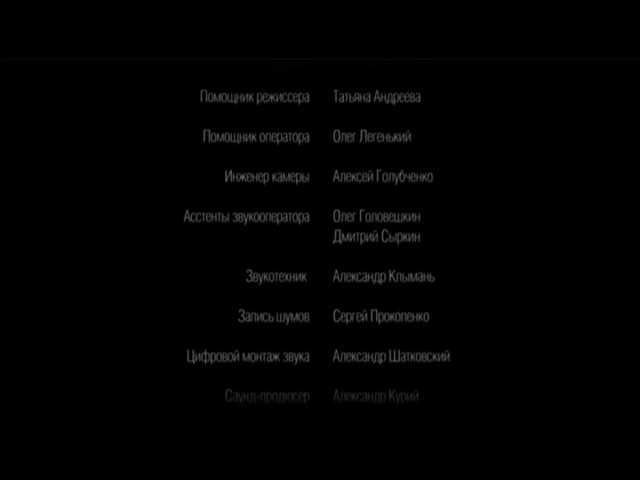 Помощник режиссера Татьяна Андреева
Помощник оператора Олег Легенький
Инженер камеры Алексей Голубченко
Асстенты звукооператора Олег Головешкин
Дмитрий Сыркин
Звукотехник Александр Клымань
Запись шумов Сергей Прокопенко
Цифровой монтаж звука Александр Шатковский
Саунд-продюсер Александр Курий